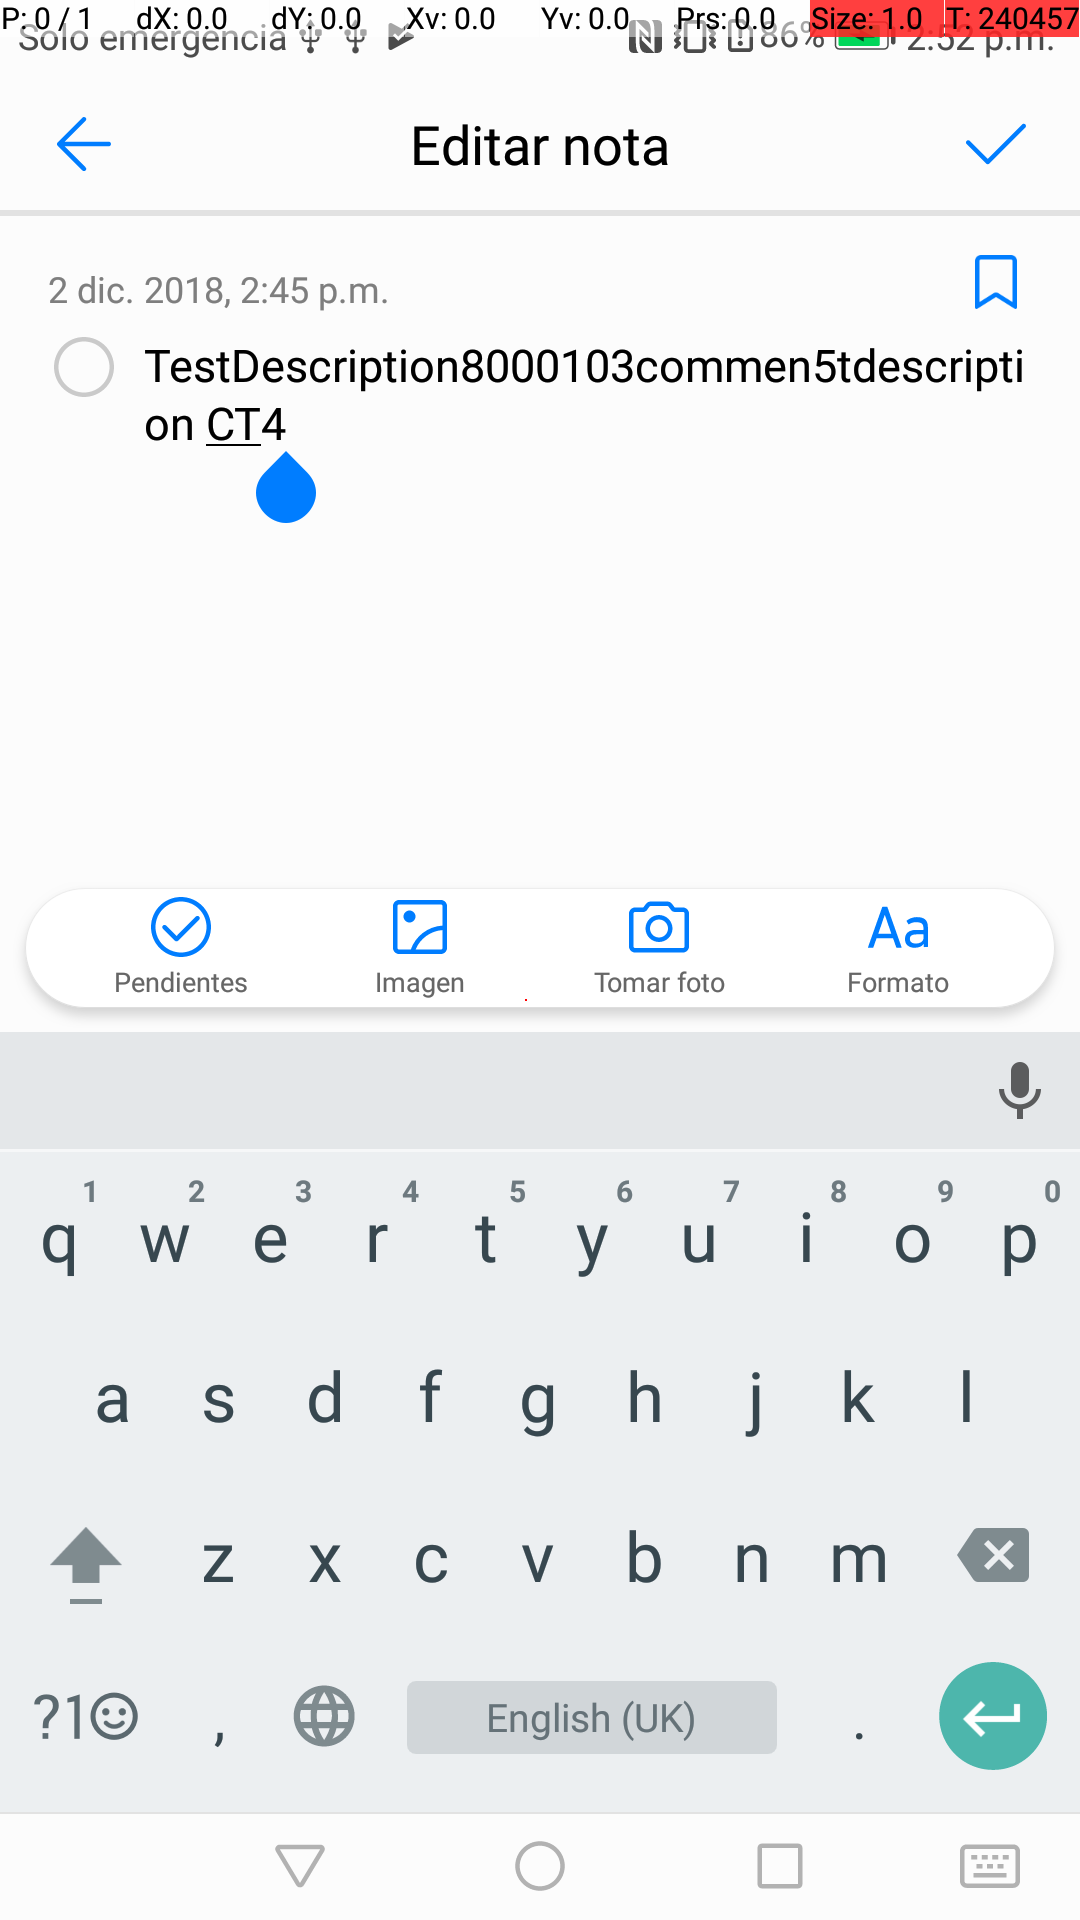 P: 0 / 1 dX: 0.0 dY: 0.0 Xv: 0.0 Yv: 0.0 Prs: 0.0 Size: 1.0 T: 240457
Solo emergencia 86% 2:52 p.m.
Editar nota
2 dic. 2018, 2:45 p.m.
TestDescription8000103commen5tdescripti
on CT4
Pendientes Imagen Tomar foto Formato
Aa
1 2 3 4 5 6 7 8 9 0
q w e r t y u i o p
a s d f g h j k l
z x c v b n m
?1 , English (UK) .